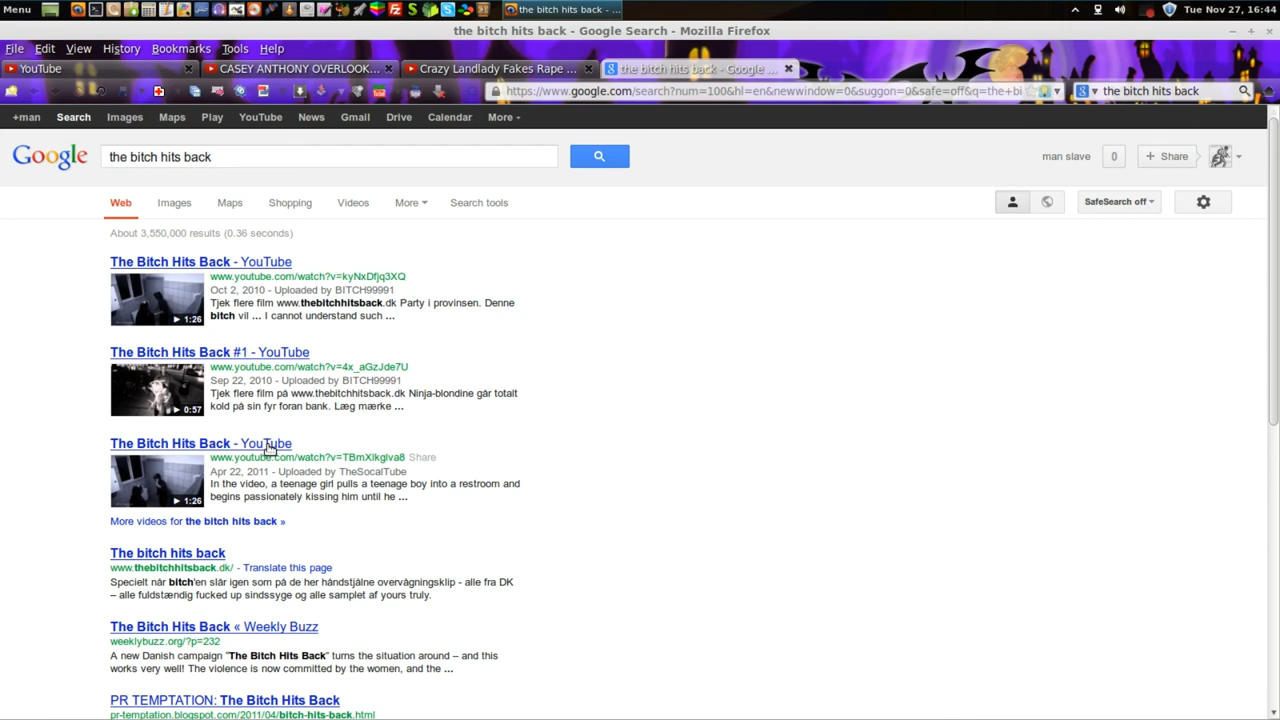 Menu
the bitch hits back - ...
Tue Nov 27, 16:44
the bitch hits back - Google Search - Mozilla Firefox
File Edit View History Bookmarks Tools Help
YouTube
CASEY ANTHONY OVERLOOK...
Crazy Landlady Fakes Rape ...
the bitch hits back - Google ...
https://www.google.com/search?num=100&hl=en&newwindow=0&suggon=0&safe=off&q=the+bi
the bitch hits back
+man Search Images Maps Play YouTube News Gmail Drive Calendar More
Google
the bitch hits back
man slave 0 + Share
Web Images Maps Shopping Videos More Search tools
SafeSearch off
About 3,550,000 results (0.36 seconds)
The Bitch Hits Back - YouTube
www.youtube.com/watch?v=kyNxDfjq3XQ
Oct 2, 2010 - Uploaded by BITCH99991
Tjek flere film www.thebitchhitsback.dk Party i provinsen. Denne
bitch vil ... I cannot understand such ...
1:26
The Bitch Hits Back #1 - YouTube
www.youtube.com/watch?v=4x_aGzJde7U
Sep 22, 2010 - Uploaded by BITCH99991
Tjek flere film på www.thebitchhitsback.dk Ninja-blondine går totalt
kold på sin fyr foran bank. Læg mærke ...
0:57
The Bitch Hits Back - YouTube
www.youtube.com/watch?v=TBmXlkglva8 Share
Apr 22, 2011 - Uploaded by TheSocalTube
In the video, a teenage girl pulls a teenage boy into a restroom and
begins passionately kissing him until he ...
1:26
More videos for the bitch hits back »
The bitch hits back
www.thebitchhitsback.dk/ - Translate this page
Specielt når bitch'en slår igen som på de her håndstjålne overvågningsklip - alle fra DK
– alle fuldstændig fucked up sindssyge og alle samplet af yours truly.
The Bitch Hits Back « Weekly Buzz
weeklybuzz.org/?p=232
A new Danish campaign "The Bitch Hits Back" turns the situation around – and this
works very well! The violence is now committed by the women, and the ...
PR TEMPTATION: The Bitch Hits Back
pr-temptation.blogspot.com/2011/04/bitch-hits-back.html